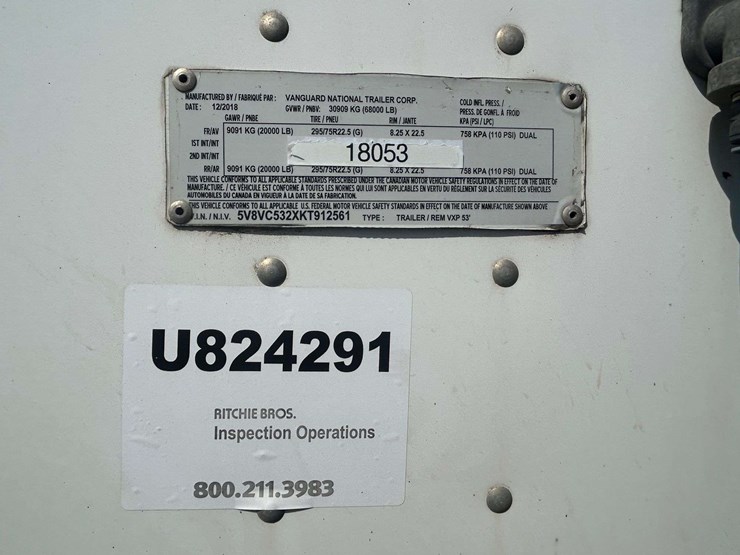 MANUFACTURED BY / FABRIQUÉ PAR : VANGUARD NATIONAL TRAILER CORP. COLD INFL. PRESS. /
DATE : 12/2018 GVWR / PNBV: 30909 KG (68000 LB) PRESS. DE GONFL. À FROID
GAWR / PNBE TIRE / PNEU RIM / JANTE KPA (PSI / LPC)
FR/AV 9091 KG (20000 LB) 295/75R22.5 (G) 8.25 X 22.5 758 KPA (110 PSI) DUAL
1ST INT/INT
18053
2ND INT/INT
RR/AR 9091 KG (20000 LB) 295/75R22.5 (G) 8.25 X 22.5 758 KPA (110 PSI) DUAL
THIS VEHICLE CONFORMS TO ALL APPLICABLE STANDARDS PRESCRIBED UNDER THE CANADIAN MOTOR VEHICLE SAFETY REGULATIONS IN EFFECT ON THE DATE OF
MANUFACTURE. / CE VÉHICULE EST CONFORME À TOUTES LES NORMES QUI LUI SONT APPLICABLES EN VERTU DU RÈGLEMENT SUR LA SÉCURITÉ DES VÉHICULES
AUTOMOBILES DU CANADA EN VIGUEUR À LA DATE DE SA FABRICATION.
THIS VEHICLE CONFORMS TO ALL APPLICABLE U.S. FEDERAL MOTOR VEHICLE SAFETY STANDARDS IN EFFECT ON THE DATE OF MANUFACTURE SHOWN ABOVE
V.I.N. / N.I.V. 5V8VC532XKT912561 TYPE : TRAILER / REM VXP 53'
U824291
RITCHIE BROS.
Inspection Operations
800.211.3983